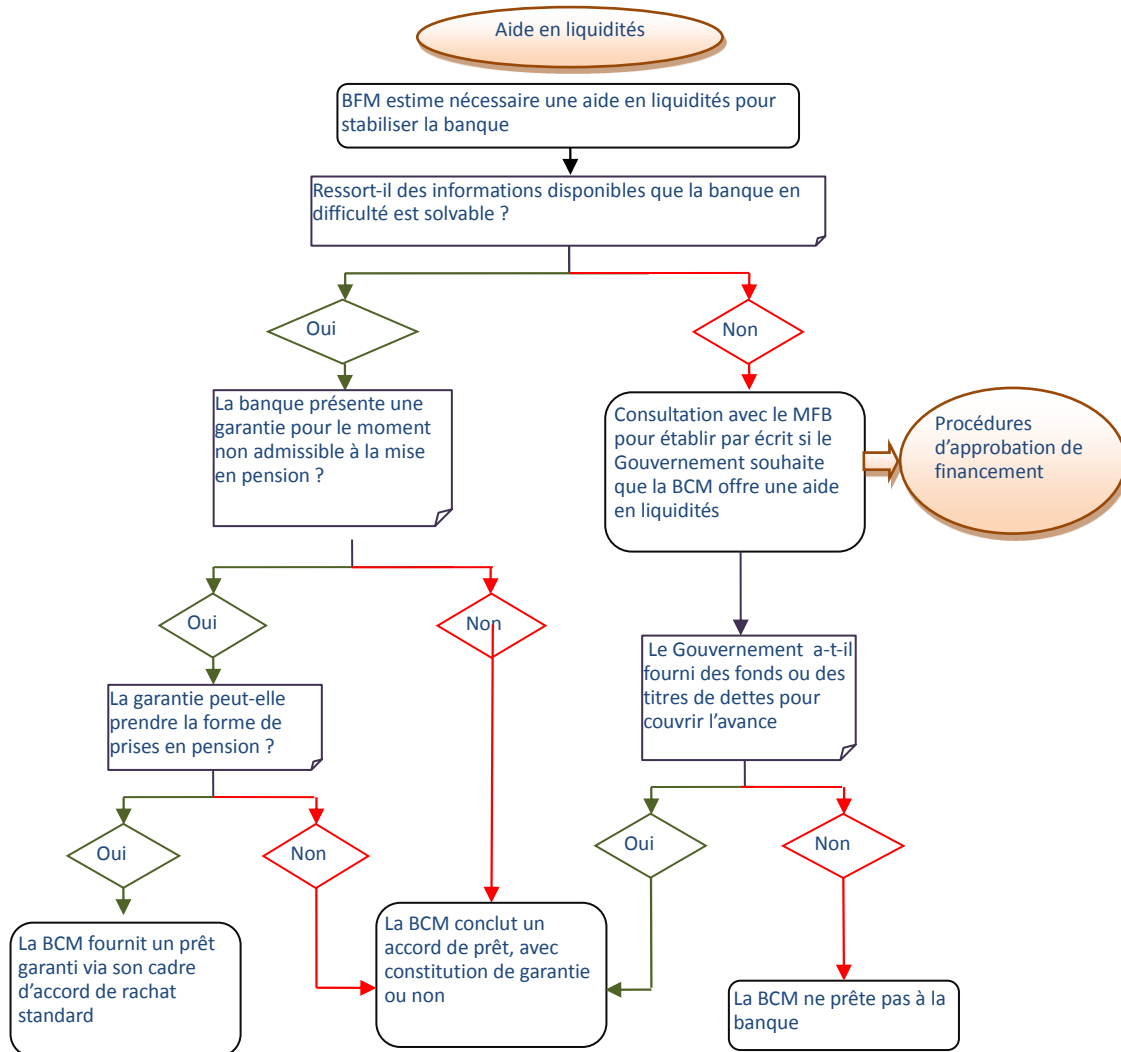 Aide en liquidités
BFM estime nécessaire une aide en liquidités pour
stabiliser la banque
Ressort-il des informations disponibles que la banque en
difficulté est solvable ?
Oui
Non
La banque présente une
garantie pour le moment
non admissible à la mise
en pension ?
Consultation avec le MFB
pour établir par écrit si le
Gouvernement souhaite
que la BCM offre une aide
en liquidités
Procédures
d’approbation de
financement
Oui
Non
La garantie peut-elle
prendre la forme de
prises en pension ?
Le Gouvernement a-t-il
fourni des fonds ou des
titres de dettes pour
couvrir l’avance
Oui
Non
Oui
Non
La BCM fournit un prêt
garanti via son cadre
d’accord de rachat
standard
La BCM conclut un
accord de prêt, avec
constitution de garantie
ou non
La BCM ne prête pas à la
banque